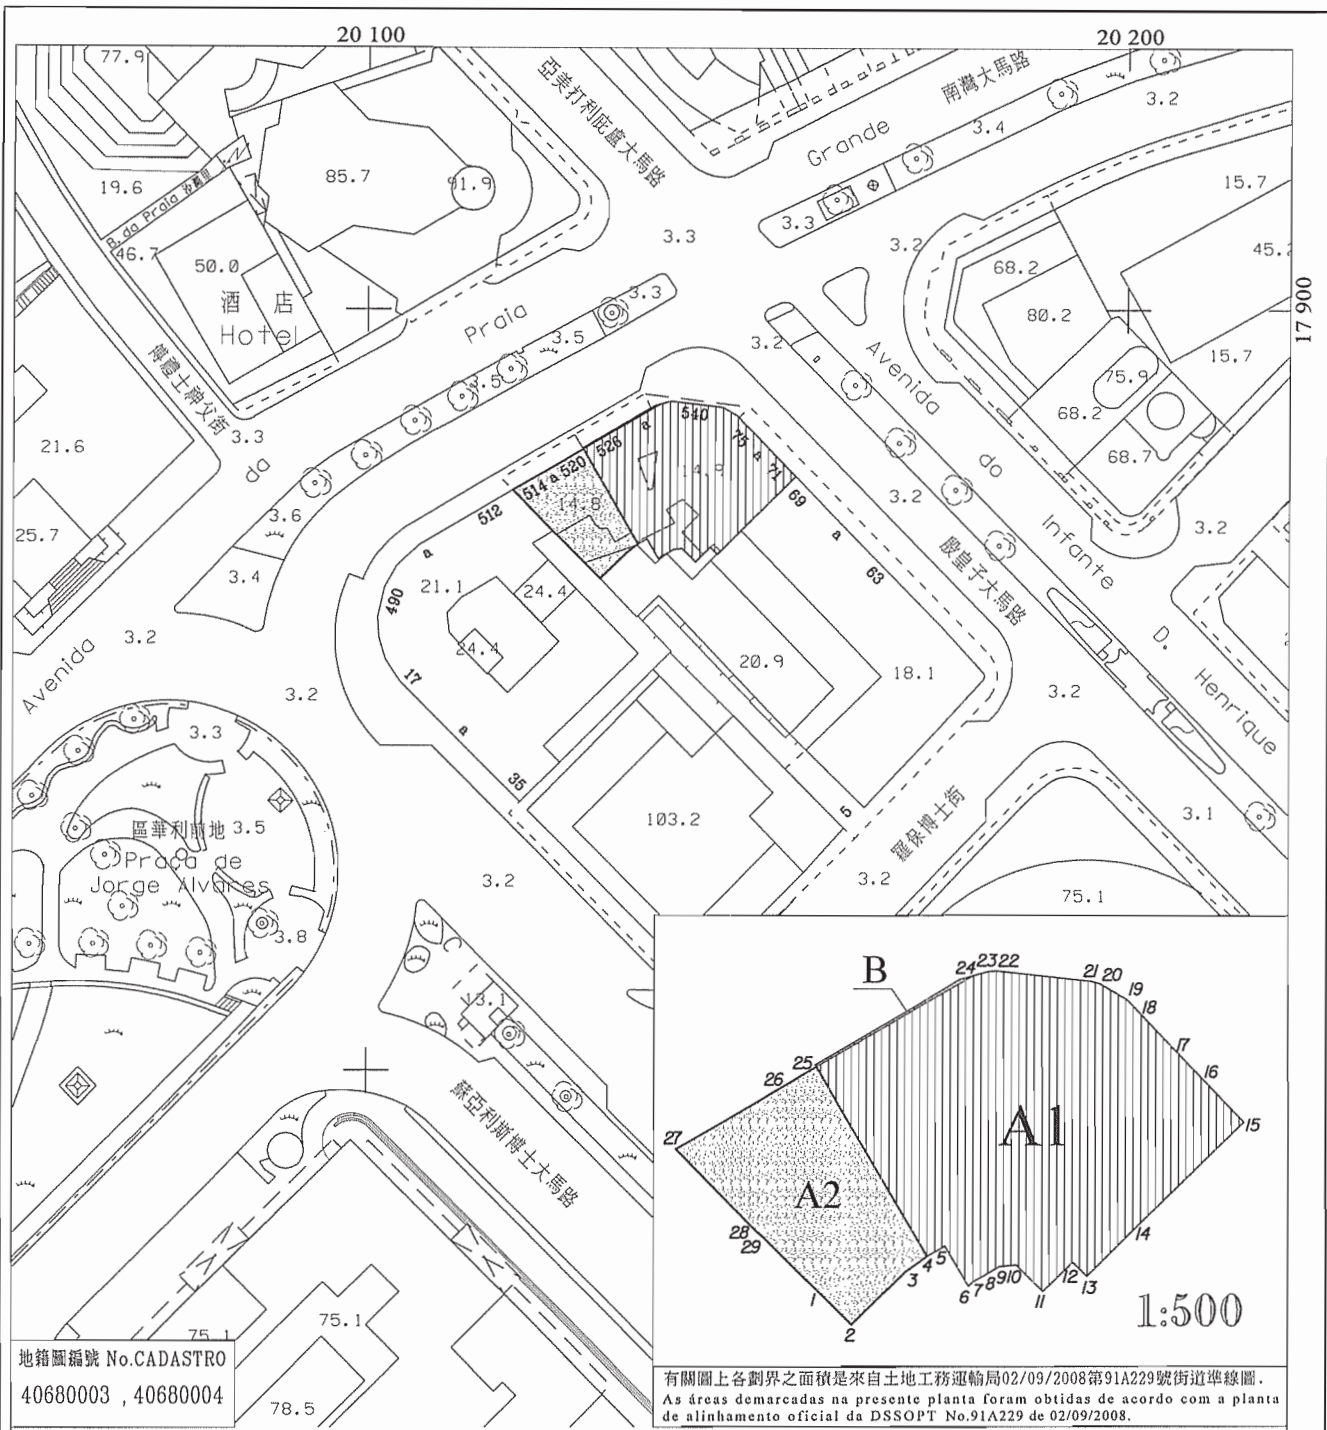 20 100
20 200
77.9
亞美打利庇盧大馬路
南灣大馬路
3.2
3.4
Grande
19.6
B. da Praia
85.7
91.9
15.7
3.3
3.3
3.2
46.7
50.0
68.2
45.2
酒店
Hotel
3.3
17 900
80.2
Praia
3.5
3.2
Avenida
15.7
傅禮士神父街
3.5
75.9
68.2
3.3
540
526
a
75
a
71
21.6
da
do
68.7
514 a 520
14.8
14.9
69
3.2
512
3.6
25.7
Infante
3.2
a
殷皇子大馬路
a
63
3.4
21.1
24.4
490
3.2
D.
24.4
20.9
18.1
Avenida
17
3.2
3.2
Henrique
3.3
a
35
103.2
5
3.1
區華利前地 3.5
羅保博士街
Praça de
Jorge Alvares
3.2
3.2
75.1
3.8
13.1
B
24 23 22
21 20
19
18
17
16
15
25
26
27
A1
A2
14
28
29
1
2
3
4
5
6
7
8
9
10
11
12
13
1:500
蘇亞利斯博士大馬路
75.1
75.1
78.5
地籍圖編號 No.CADASTRO
40680003 , 40680004
有關圖上各劃界之面積是來自土地工務運輸局02/09/2008第91A229號街道準線圖.
As áreas demarcadas na presente planta foram obtidas de acordo com a planta
de alinhamento oficial da DSSOPT No.91A229 de 02/09/2008.